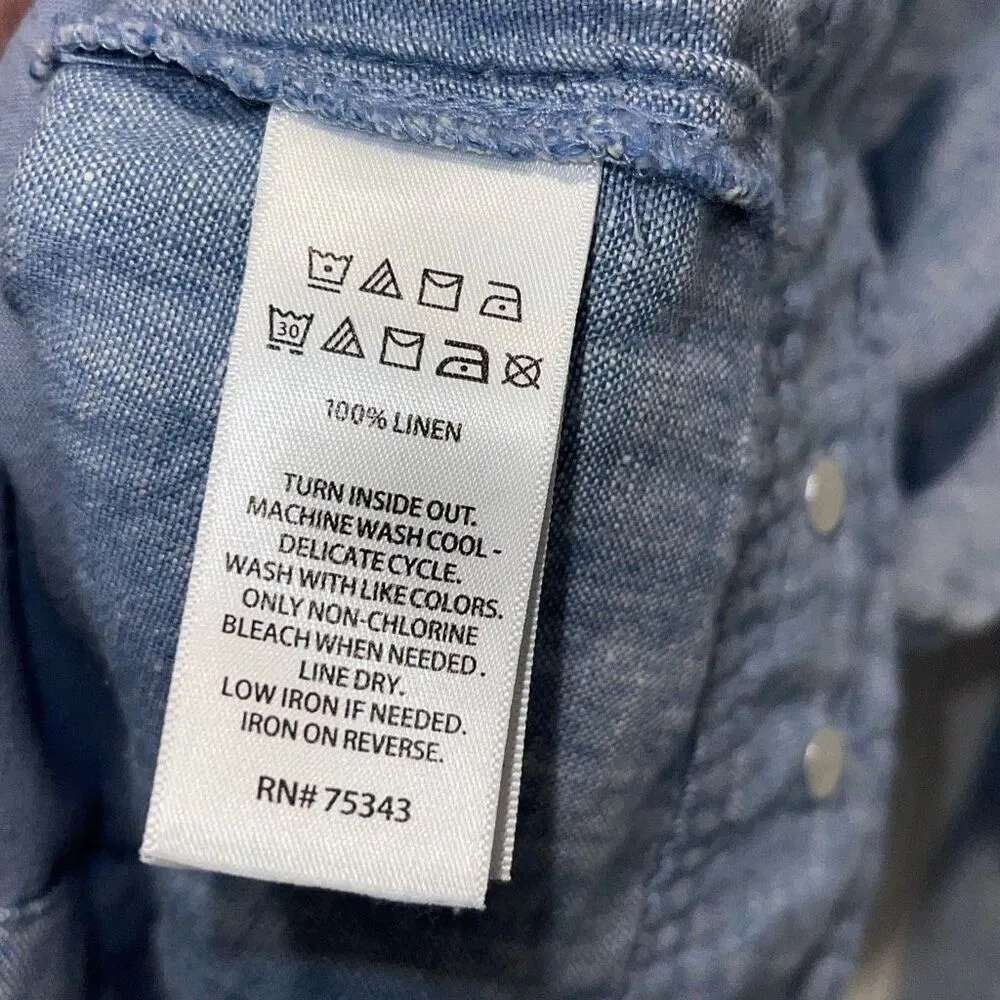 30
100% LINEN
TURN INSIDE OUT.
MACHINE WASH COOL -
DELICATE CYCLE.
WASH WITH LIKE COLORS.
ONLY NON-CHLORINE
BLEACH WHEN NEEDED.
LINE DRY.
LOW IRON IF NEEDED.
IRON ON REVERSE.
RN# 75343